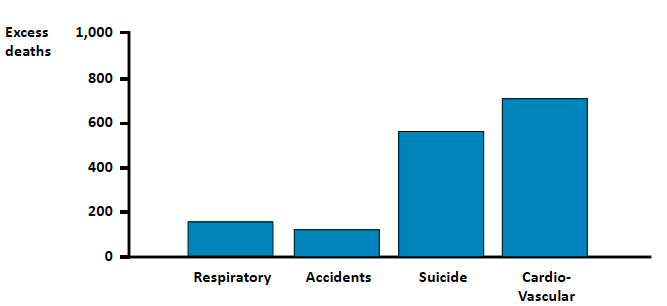 Excess
deaths
1,000
800
600
400
200
0
Respiratory
Accidents
Suicide
Cardio-
Vascular